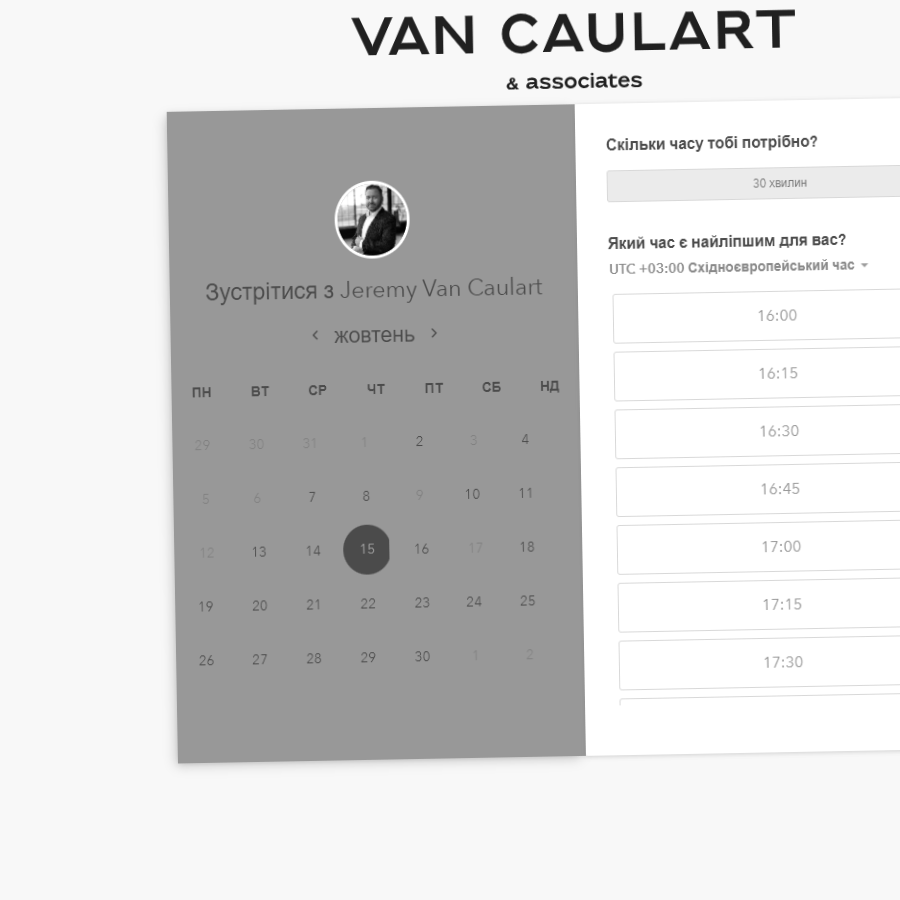 VAN CAULART
& associates
Зустрітися з Jeremy Van Caulart
жовтень
ПН ВТ СР ЧТ ПТ СБ НД
29 30 31 1 2 3 4
5 6 7 8 9 10 11
12 13 14 15 16 17 18
19 20 21 22 23 24 25
26 27 28 29 30 1 2
Скільки часу тобі потрібно?
30 хвилин
Який час є найліпшим для вас?
UTC +03:00 Східноєвропейський час
16:00
16:15
16:30
16:45
17:00
17:15
17:30